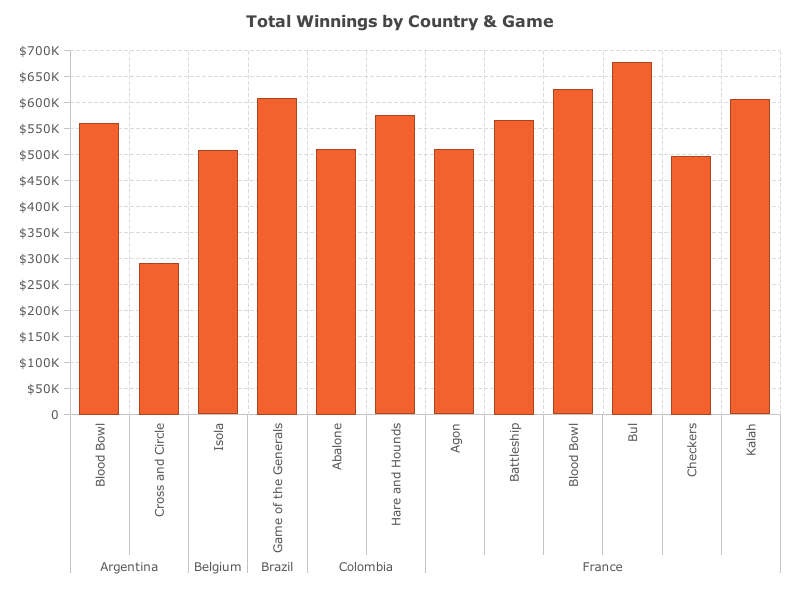 Total Winnings by Country & Game
$700K
$650K
$600K
$550K
$500K
$450K
$400K
$350K
$300K
$250K
$200K
$150K
$100K
$50K
0
Blood Bowl
Cross and Circle
Isola
Game of the Generals
Abalone
Hare and Hounds
Agon
Battleship
Blood Bowl
Bul
Checkers
Kalah
Argentina
Belgium
Brazil
Colombia
France